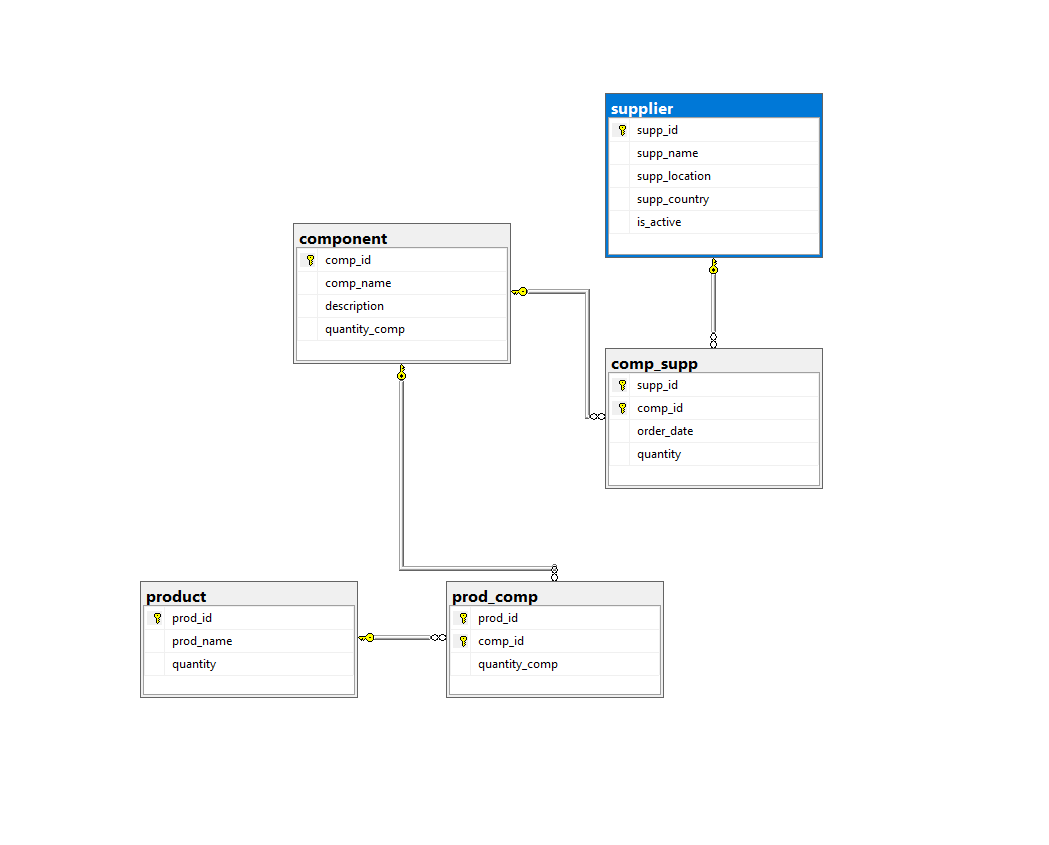 supplier
supp_id
supp_name
supp_location
supp_country
is_active
component
comp_id
comp_name
description
quantity_comp
comp_supp
supp_id
comp_id
order_date
quantity
product
prod_id
prod_name
quantity
prod_comp
prod_id
comp_id
quantity_comp